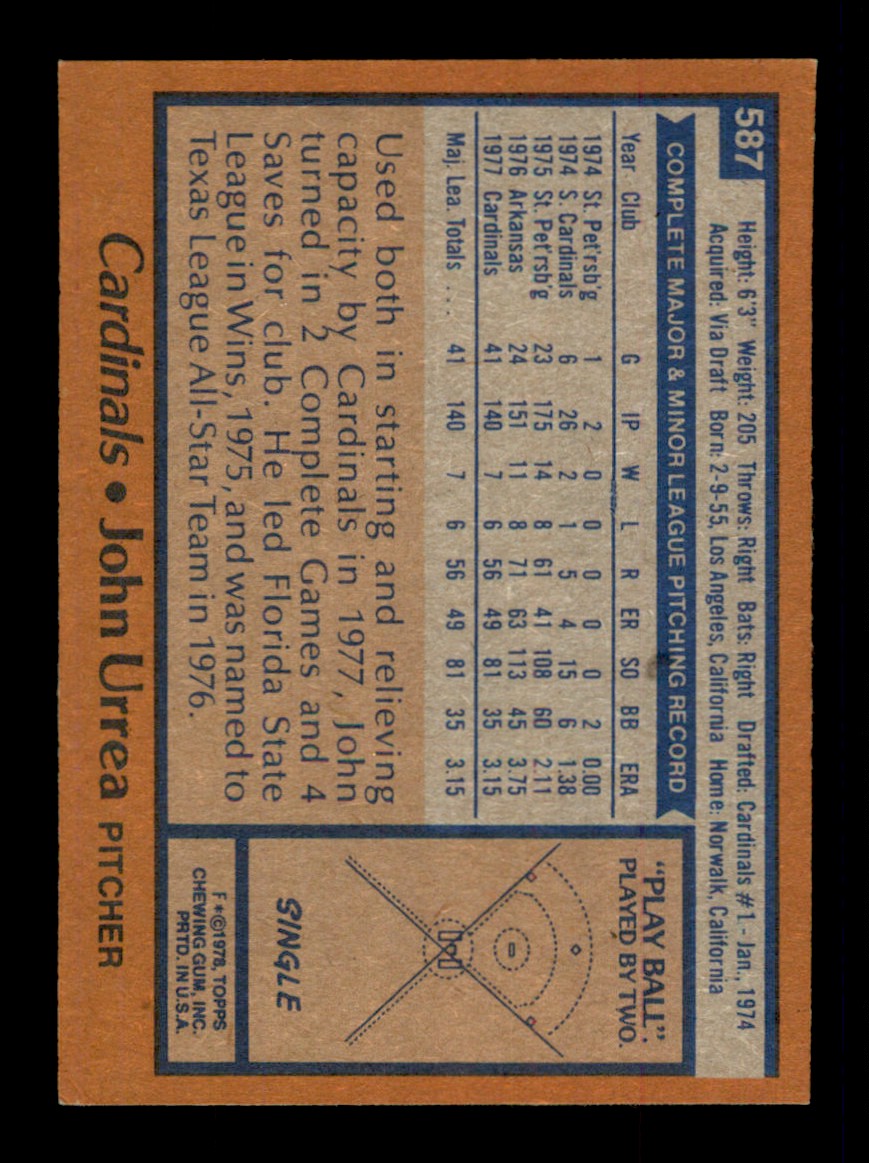 587
Height: 6'3" Weight: 205 Throws: Right Bats: Right Drafted: Cardinals #1 - Jan., 1974
Acquired: Via Draft Born: 2-9-55, Los Angeles, California Home: Norwalk, California
COMPLETE MAJOR & MINOR LEAGUE PITCHING RECORD
Year Club G IP W L R ER SO BB ERA
1974 St. Pet'rsb'g 1 2 0 0 0 0 0 2 0.00
1974 S. Cardinals 6 26 2 1 5 4 15 6 1.38
1975 St. Pet'rsb'g 23 175 14 8 61 41 108 60 2.11
1976 Arkansas 24 151 11 8 71 63 113 45 3.75
1977 Cardinals 41 140 7 6 56 49 81 35 3.15
Maj. Lea. Totals ... 41 140 7 6 56 49 81 35 3.15
Used both in starting and relieving
capacity by Cardinals in 1977, John
turned in 2 Complete Games and 4
Saves for club. He led Florida State
League in Wins, 1975, and was named to
Texas League All-Star Team in 1976.
"PLAY BALL":
PLAYED BY TWO.
SINGLE
F*©1978, TOPPS
CHEWING GUM, INC.
PRTD. IN U.S.A.
Cardinals • John Urrea PITCHER